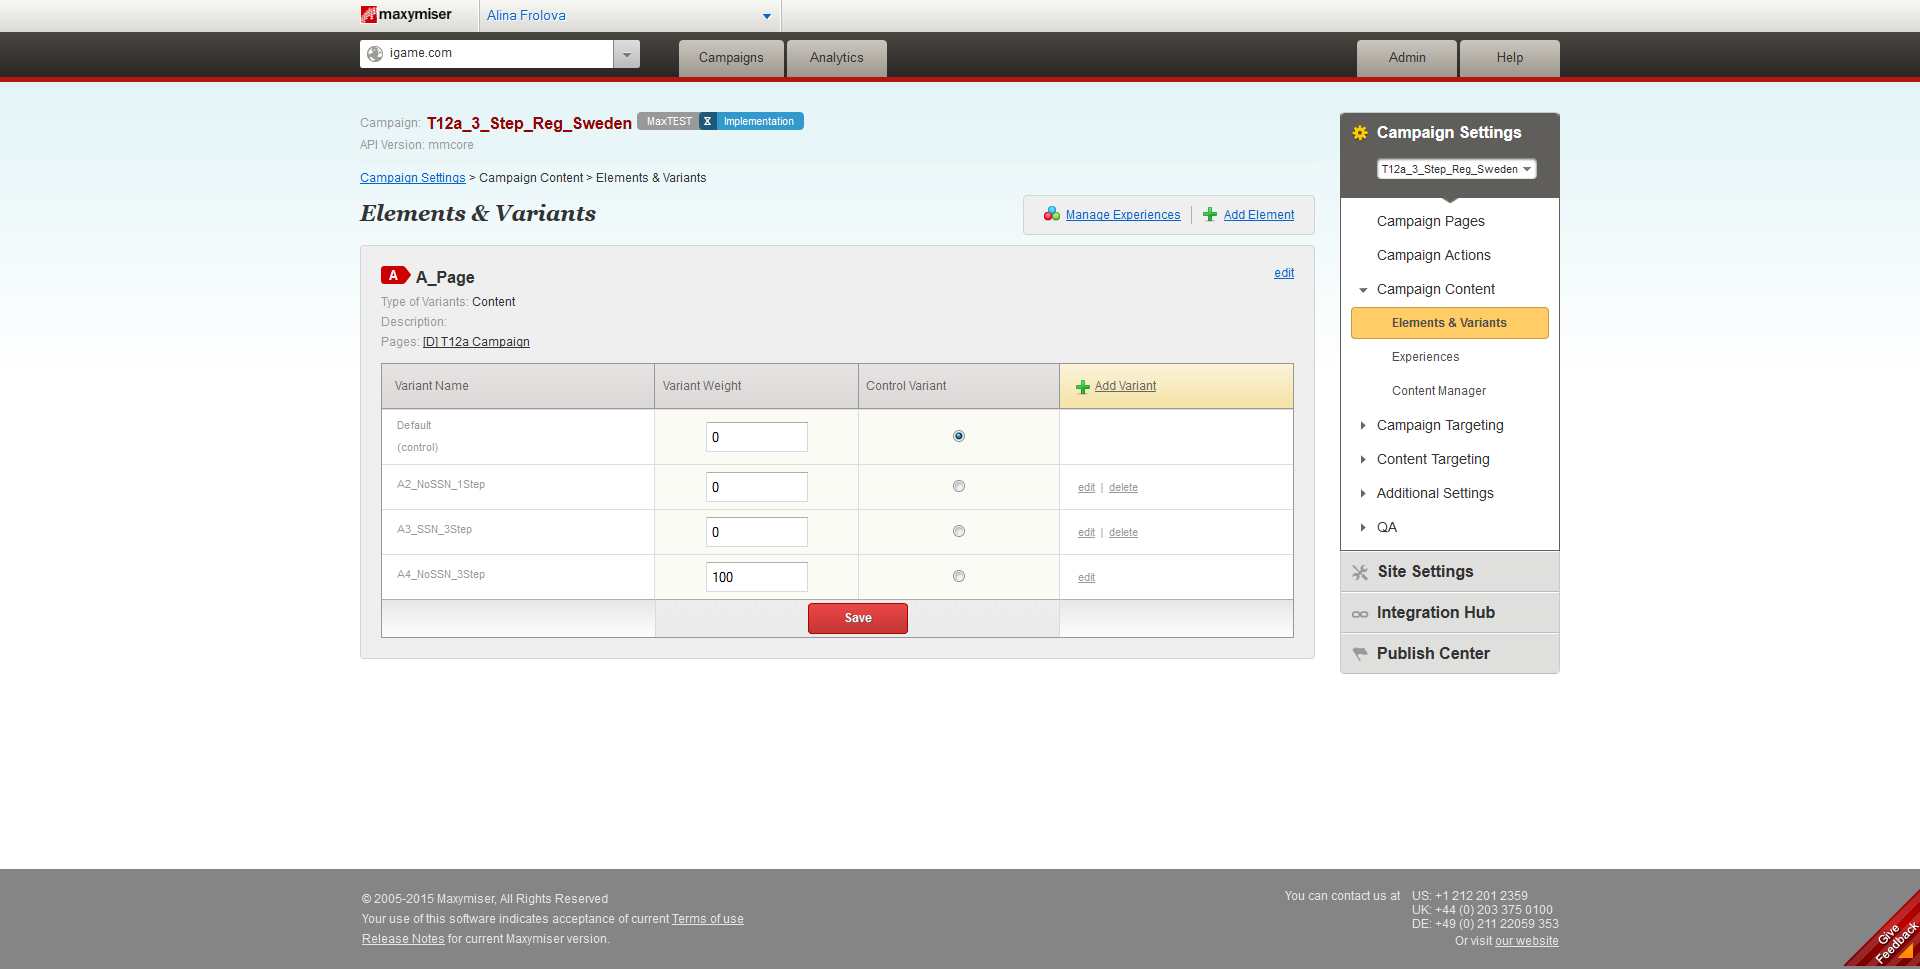 maxymiser
Alina Frolova
igame.com
Campaigns
Analytics
Admin
Help
Campaign: T12a_3_Step_Reg_Sweden MaxTEST Implementation
API Version: mmcore
Campaign Settings > Campaign Content > Elements & Variants
Elements & Variants
Manage Experiences
Add Element
A A_Page
edit
Type of Variants: Content
Description:
Pages: [D] T12a Campaign
Variant Name Variant Weight Control Variant Add Variant
Default
(control)
0
A2_NoSSN_1Step 0 edit | delete
A3_SSN_3Step 0 edit | delete
A4_NoSSN_3Step 100 edit
Save
Campaign Settings
T12a_3_Step_Reg_Sweden
Campaign Pages
Campaign Actions
Campaign Content
Elements & Variants
Experiences
Content Manager
Campaign Targeting
Content Targeting
Additional Settings
QA
Site Settings
Integration Hub
Publish Center
© 2005-2015 Maxymiser, All Rights Reserved
Your use of this software indicates acceptance of current Terms of use
Release Notes for current Maxymiser version.
You can contact us at US: +1 212 201 2359
UK: +44 (0) 203 375 0100
DE: +49 (0) 211 22059 353
Or visit our website
Give
Feedback